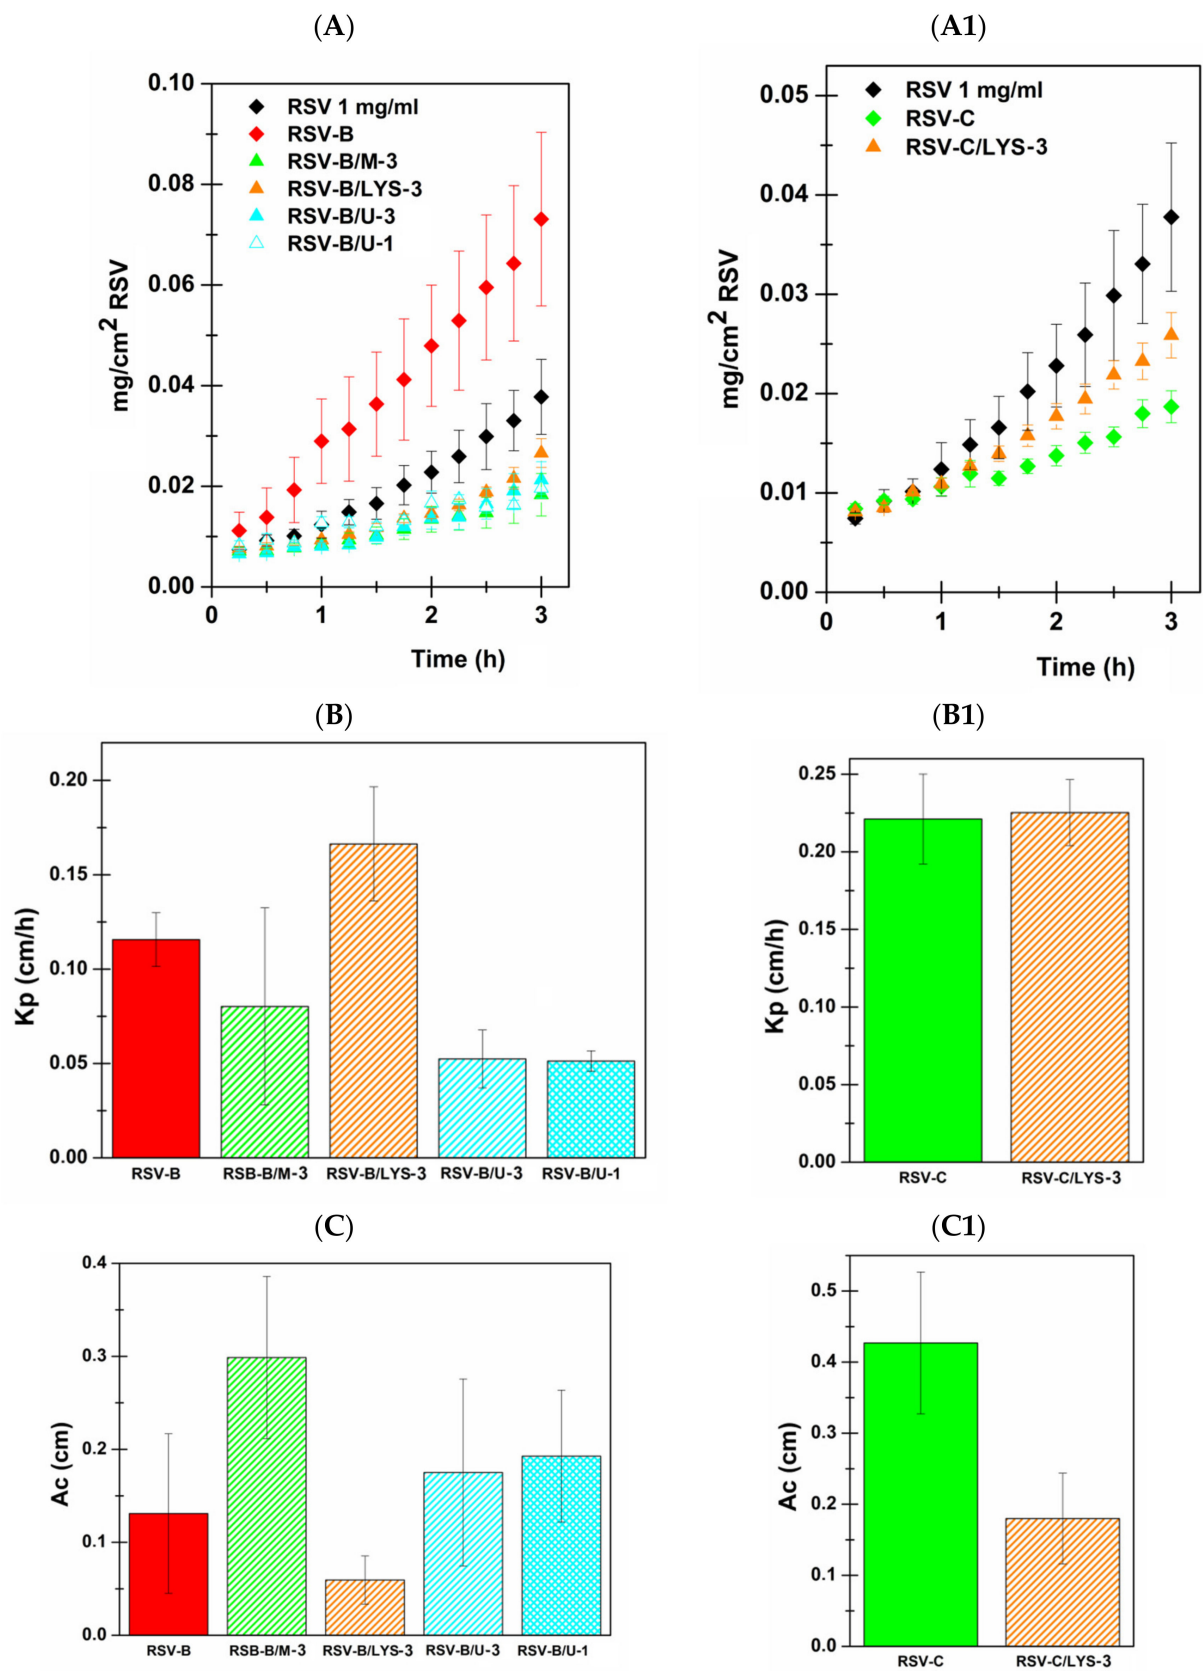 (A)
(A1)
0.10
0.08
0.06
0.04
0.02
0.00
mg/cm² RSV
RSV 1 mg/ml
RSV-B
RSV-B/M-3
RSV-B/LYS-3
RSV-B/U-3
RSV-B/U-1
0 1 2 3
Time (h)
0.05
0.04
0.03
0.02
0.01
0.00
mg/cm² RSV
RSV 1 mg/ml
RSV-C
RSV-C/LYS-3
0 1 2 3
Time (h)
(B)
(B1)
0.20
0.15
0.10
0.05
0.00
Kp (cm/h)
RSV-B RSB-B/M-3 RSV-B/LYS-3 RSV-B/U-3 RSV-B/U-1
0.25
0.20
0.15
0.10
0.05
0.00
Kp (cm/h)
RSV-C RSV-C/LYS-3
(C)
(C1)
0.4
0.3
0.2
0.1
0.0
Ac (cm)
RSV-B RSB-B/M-3 RSV-B/LYS-3 RSV-B/U-3 RSV-B/U-1
0.5
0.4
0.3
0.2
0.1
0.0
Ac (cm)
RSV-C RSV-C/LYS-3